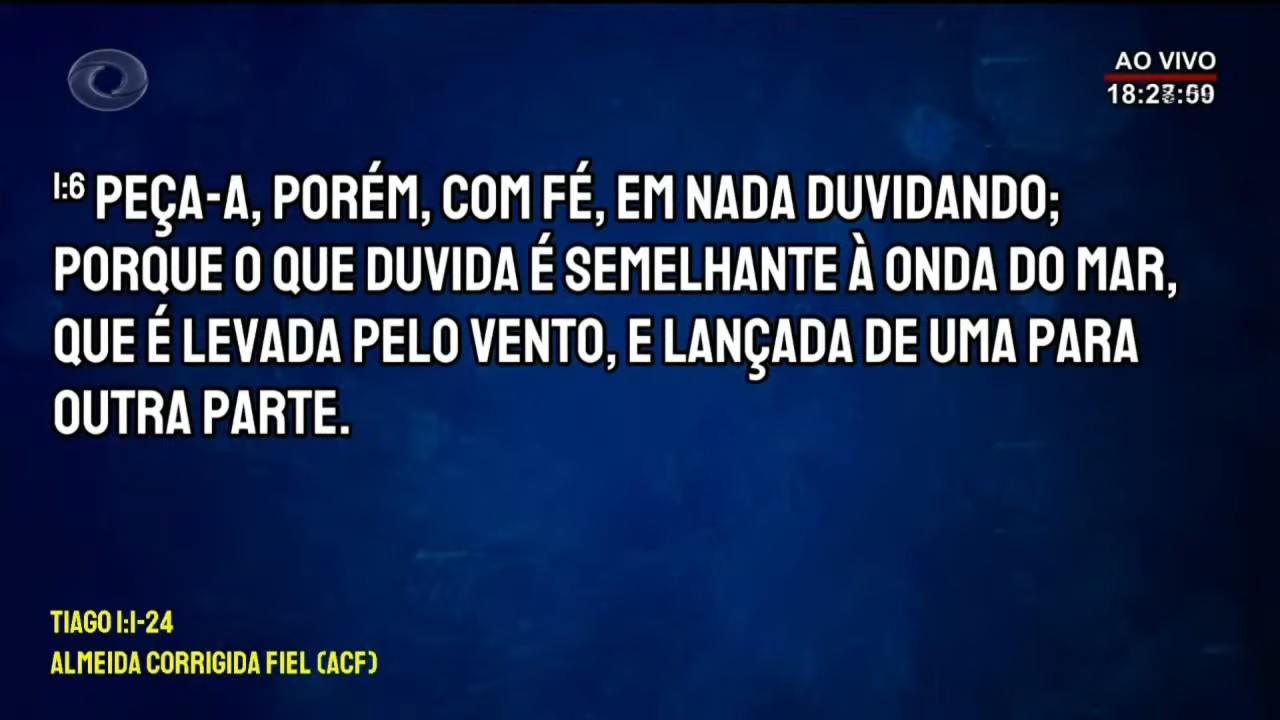 AO VIVO
1:6 PEÇA-A, PORÉM, COM FÉ, EM NADA DUVIDANDO;
PORQUE O QUE DUVIDA É SEMELHANTE À ONDA DO MAR,
QUE É LEVADA PELO VENTO, E LANÇADA DE UMA PARA
OUTRA PARTE.
TIAGO 1:1-24
ALMEIDA CORRIGIDA FIEL (ACF)